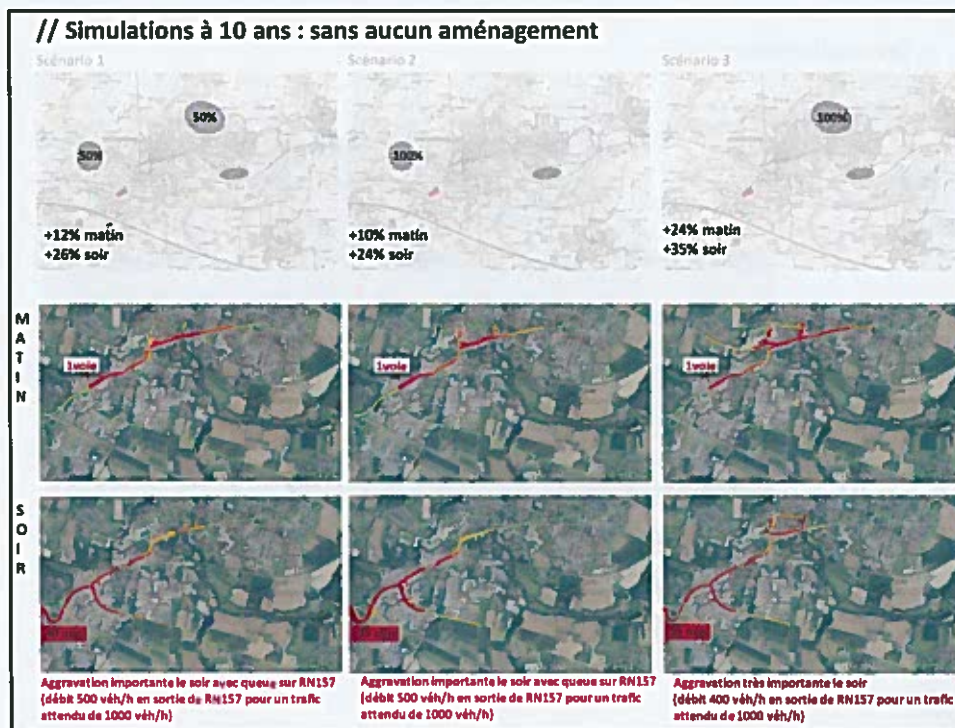 // Simulations à 10 ans : sans aucun aménagement
Scénario 1
Scénario 2
Scénario 3
50%
50%
100%
100%
+12% matin
+26% soir
+10% matin
+24% soir
+24% matin
+35% soir
MATIN
1voie
1voie
1voie
SOIR
Aggravation importante le soir avec queue sur RN157
(débit 500 véh/h en sortie de RN157 pour un trafic
attendu de 1000 véh/h)
Aggravation importante le soir avec queue sur RN157
(débit 500 véh/h en sortie de RN157 pour un trafic
attendu de 1000 véh/h)
Aggravation très importante le soir
(débit 400 véh/h en sortie de RN157 pour un trafic
attendu de 1000 véh/h)